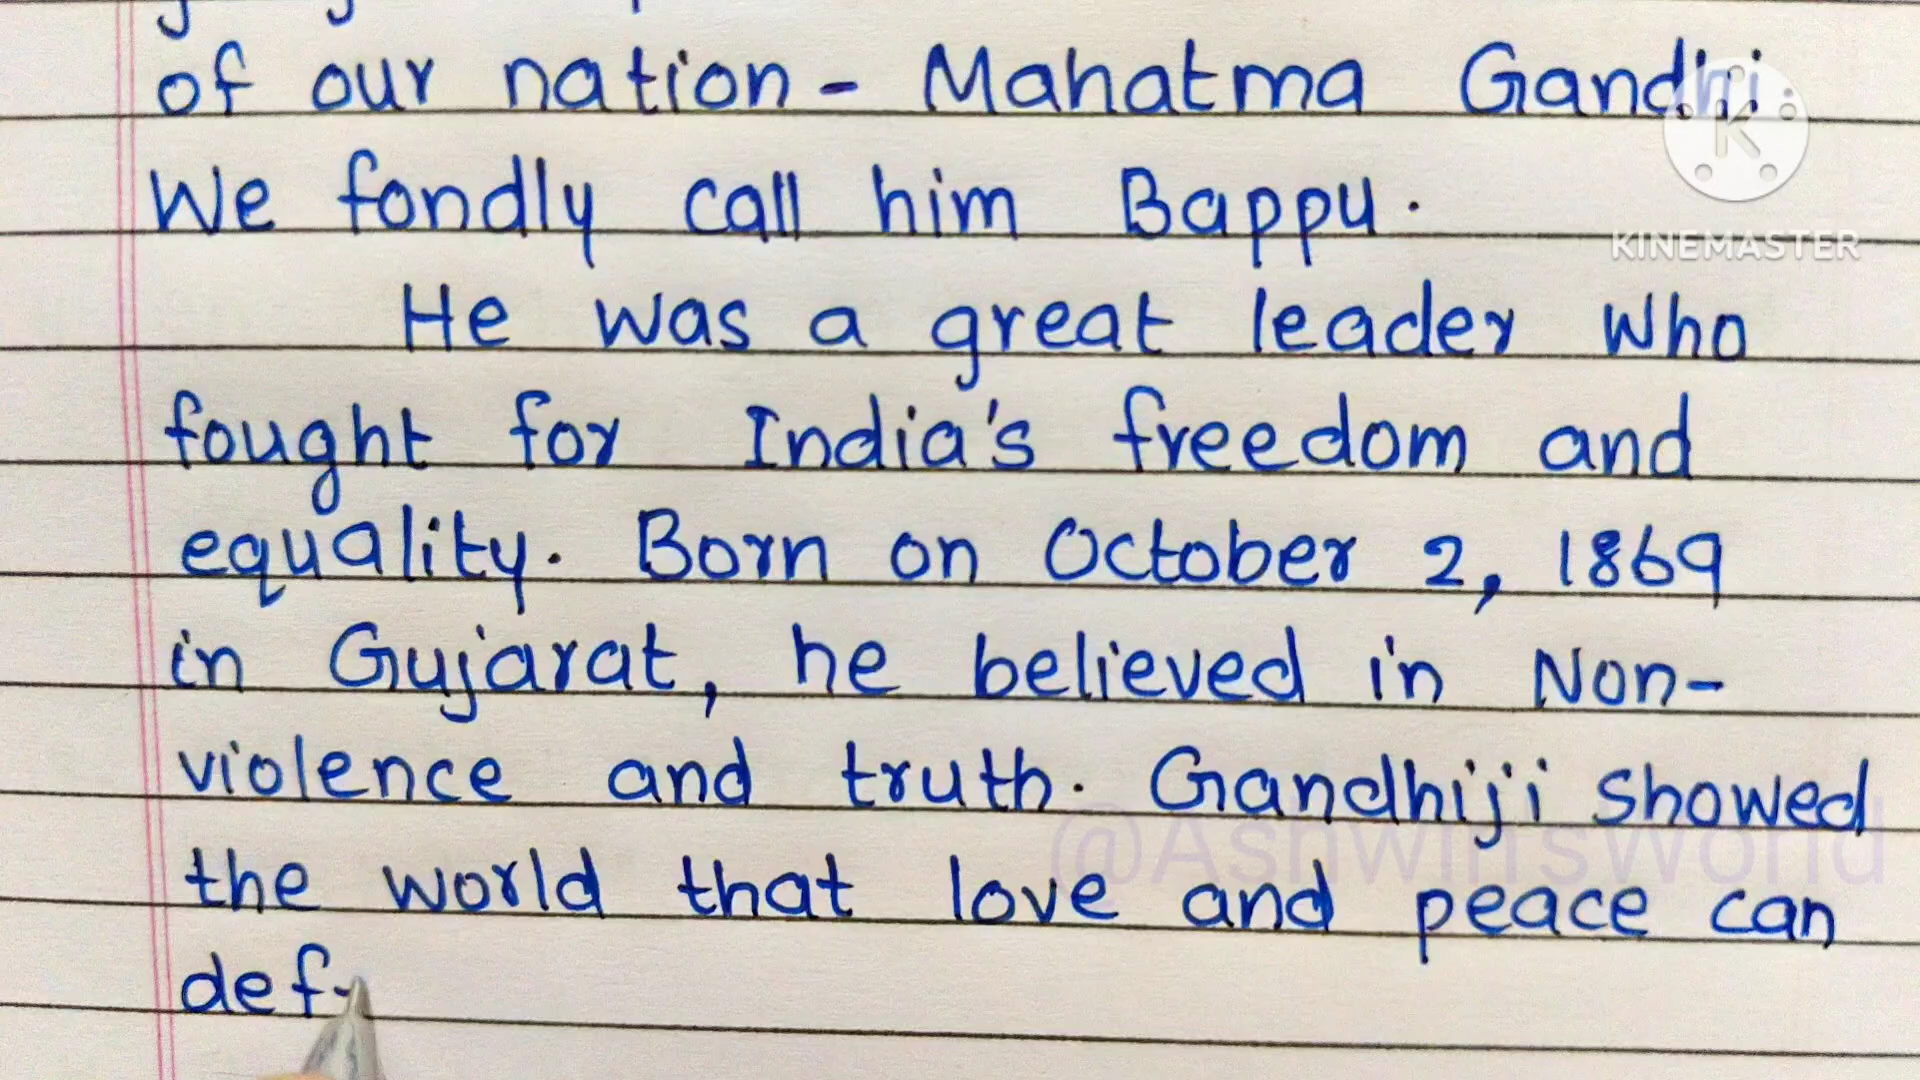 of our nation - Mahatma Gandhi
We fondly call him Bappu.
KINEMASTER
He was a great leader who
fought for India's freedom and
equality. Born on October 2, 1869
in Gujarat, he believed in Non-
violence and truth. Gandhiji showed
@Ashwin'sWorld
the world that love and peace can
def